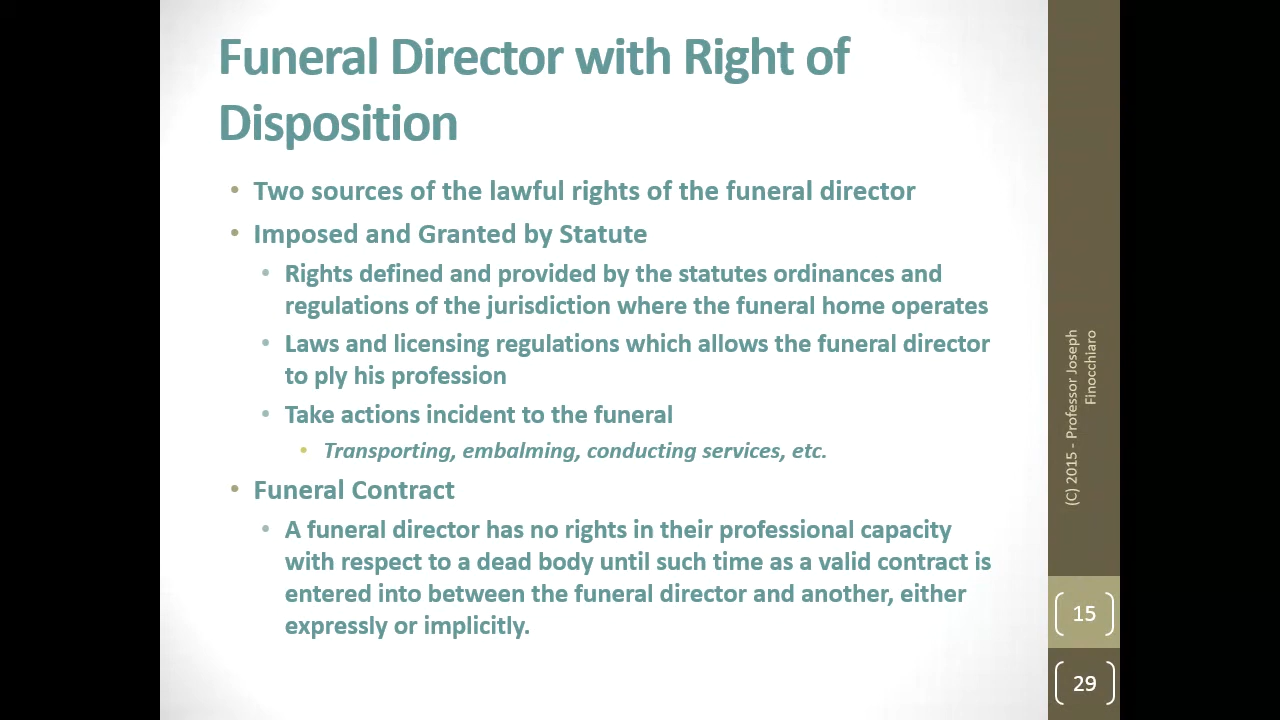 Funeral Director with Right of
Disposition
• Two sources of the lawful rights of the funeral director
• Imposed and Granted by Statute
• Rights defined and provided by the statutes ordinances and
regulations of the jurisdiction where the funeral home operates
• Laws and licensing regulations which allows the funeral director
to ply his profession
• Take actions incident to the funeral
• Transporting, embalming, conducting services, etc.
• Funeral Contract
• A funeral director has no rights in their professional capacity
with respect to a dead body until such time as a valid contract is
entered into between the funeral director and another, either
expressly or implicitly.
(C) 2015 - Professor Joseph
Finocchiaro
15
29